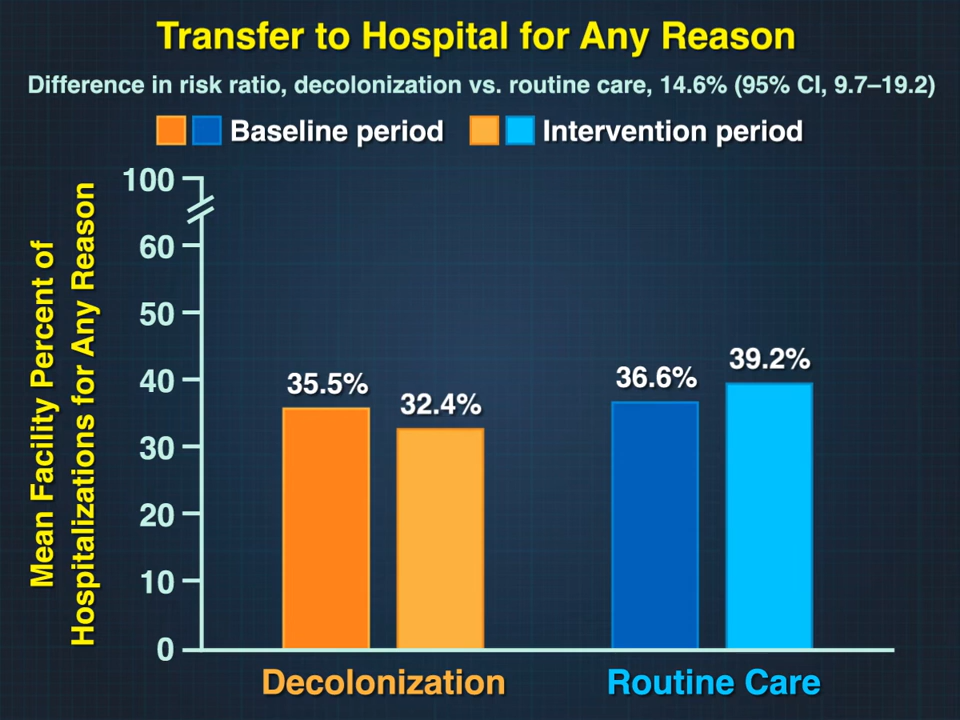 Transfer to Hospital for Any Reason
Difference in risk ratio, decolonization vs. routine care, 14.6% (95% CI, 9.7–19.2)
Baseline period
Intervention period
Mean Facility Percent of
Hospitalizations for Any Reason
100
60
50
40
30
20
10
0
35.5%
32.4%
36.6%
39.2%
Decolonization
Routine Care